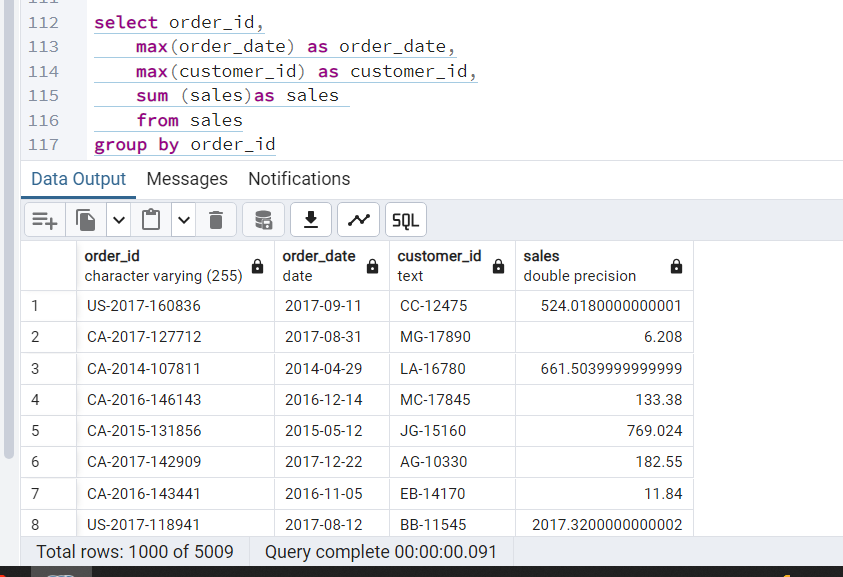 111
112 select order_id,
113 max(order_date) as order_date,
114 max(customer_id) as customer_id,
115 sum (sales)as sales
116 from sales
117 group by order_id
Data Output Messages Notifications
SQL
order_id order_date customer_id sales
character varying (255) date text double precision
1 US-2017-160836 2017-09-11 CC-12475 524.0180000000001
2 CA-2017-127712 2017-08-31 MG-17890 6.208
3 CA-2014-107811 2014-04-29 LA-16780 661.5039999999999
4 CA-2016-146143 2016-12-14 MC-17845 133.38
5 CA-2015-131856 2015-05-12 JG-15160 769.024
6 CA-2017-142909 2017-12-22 AG-10330 182.55
7 CA-2016-143441 2016-11-05 EB-14170 11.84
8 US-2017-118941 2017-08-12 BB-11545 2017.3200000000002
Total rows: 1000 of 5009 Query complete 00:00:00.091